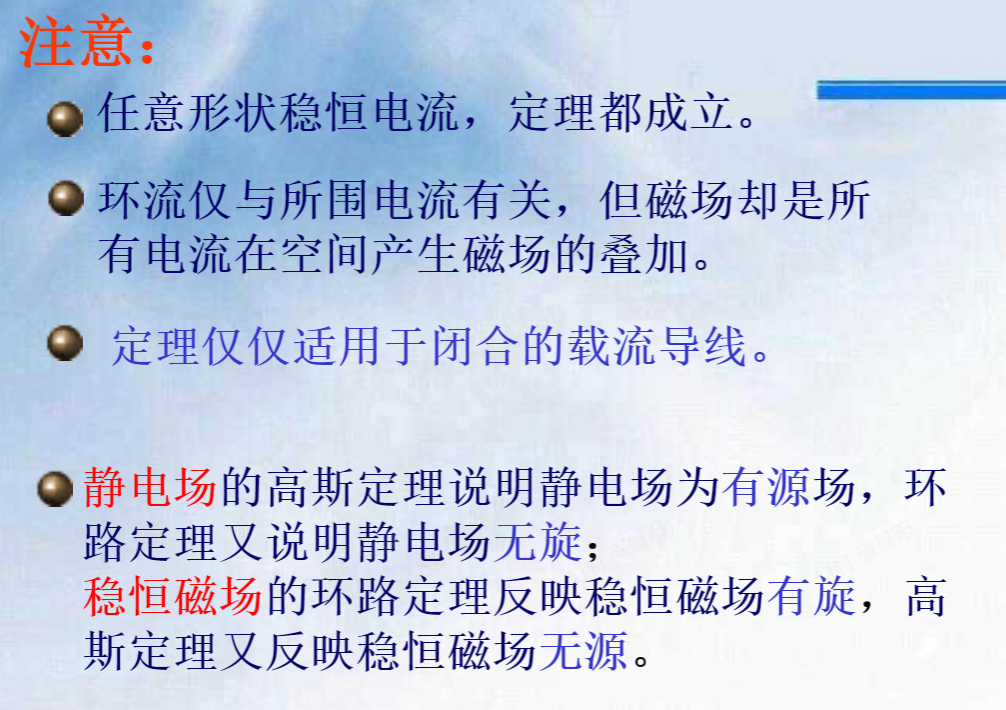 注意：
任意形状稳恒电流，定理都成立。
环流仅与所围电流有关，但磁场却是所
有电流在空间产生磁场的叠加。
定理仅仅适用于闭合的载流导线。
静电场的高斯定理说明静电场为有源场，环
路定理又说明静电场无旋；
稳恒磁场的环路定理反映稳恒磁场有旋，高
斯定理又反映稳恒磁场无源。